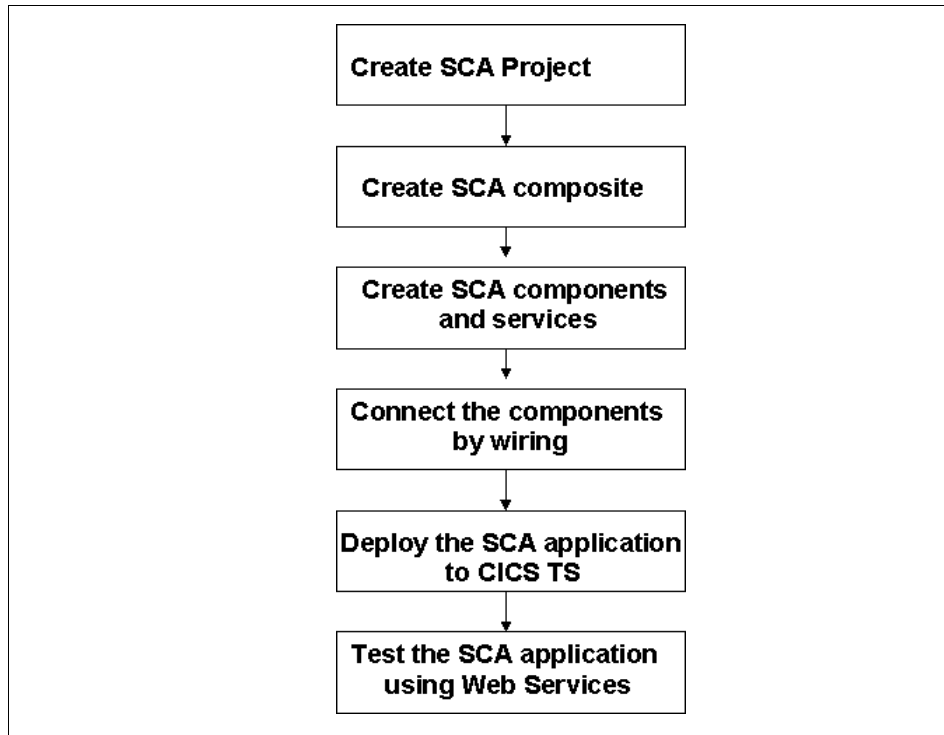 Create SCA Project
Create SCA composite
Create SCA components
and services
Connect the components
by wiring
Deploy the SCA application
to CICS TS
Test the SCA application
using Web Services